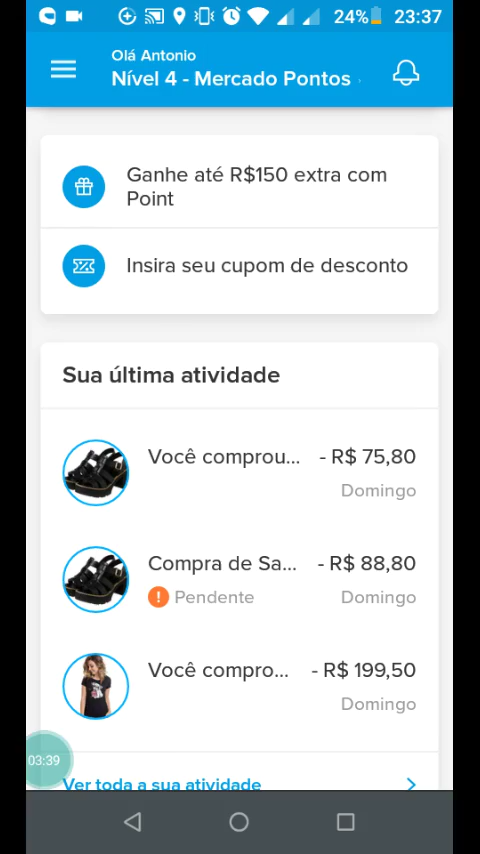 24% 23:37
Olá Antonio
Nível 4 - Mercado Pontos
Ganhe até R$150 extra com
Point
Insira seu cupom de desconto
Sua última atividade
Você comprou... - R$ 75,80
Domingo
Compra de Sa... - R$ 88,80
Pendente Domingo
Você compro... - R$ 199,50
Domingo
03:39
Ver toda a sua atividade